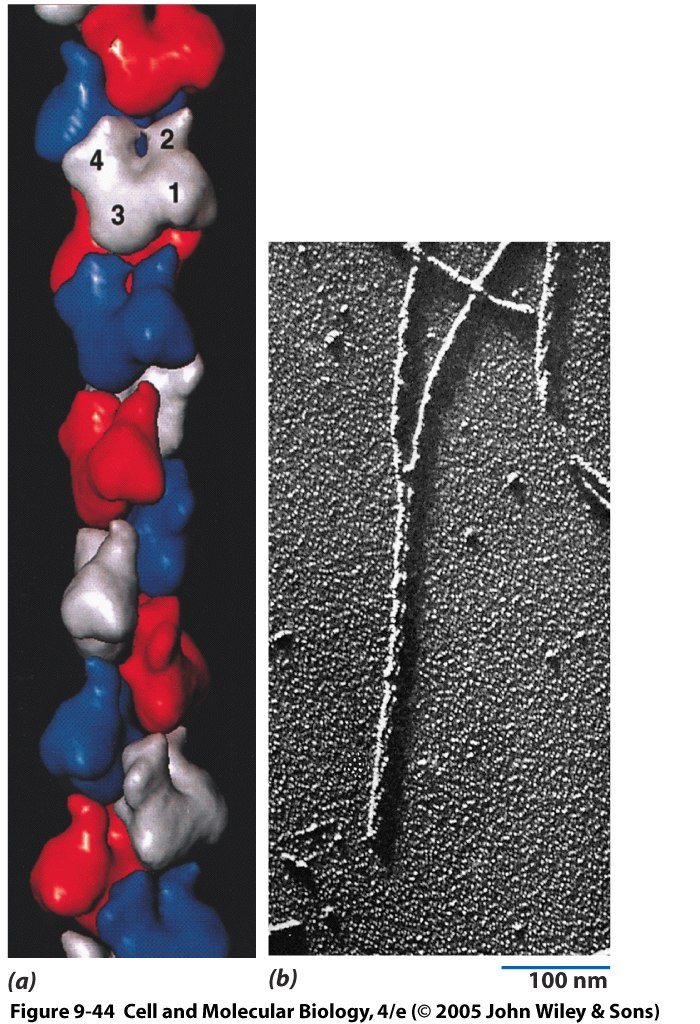 2
4
1
3
(a)
(b)
100 nm
Figure 9-44 Cell and Molecular Biology, 4/e (© 2005 John Wiley & Sons)